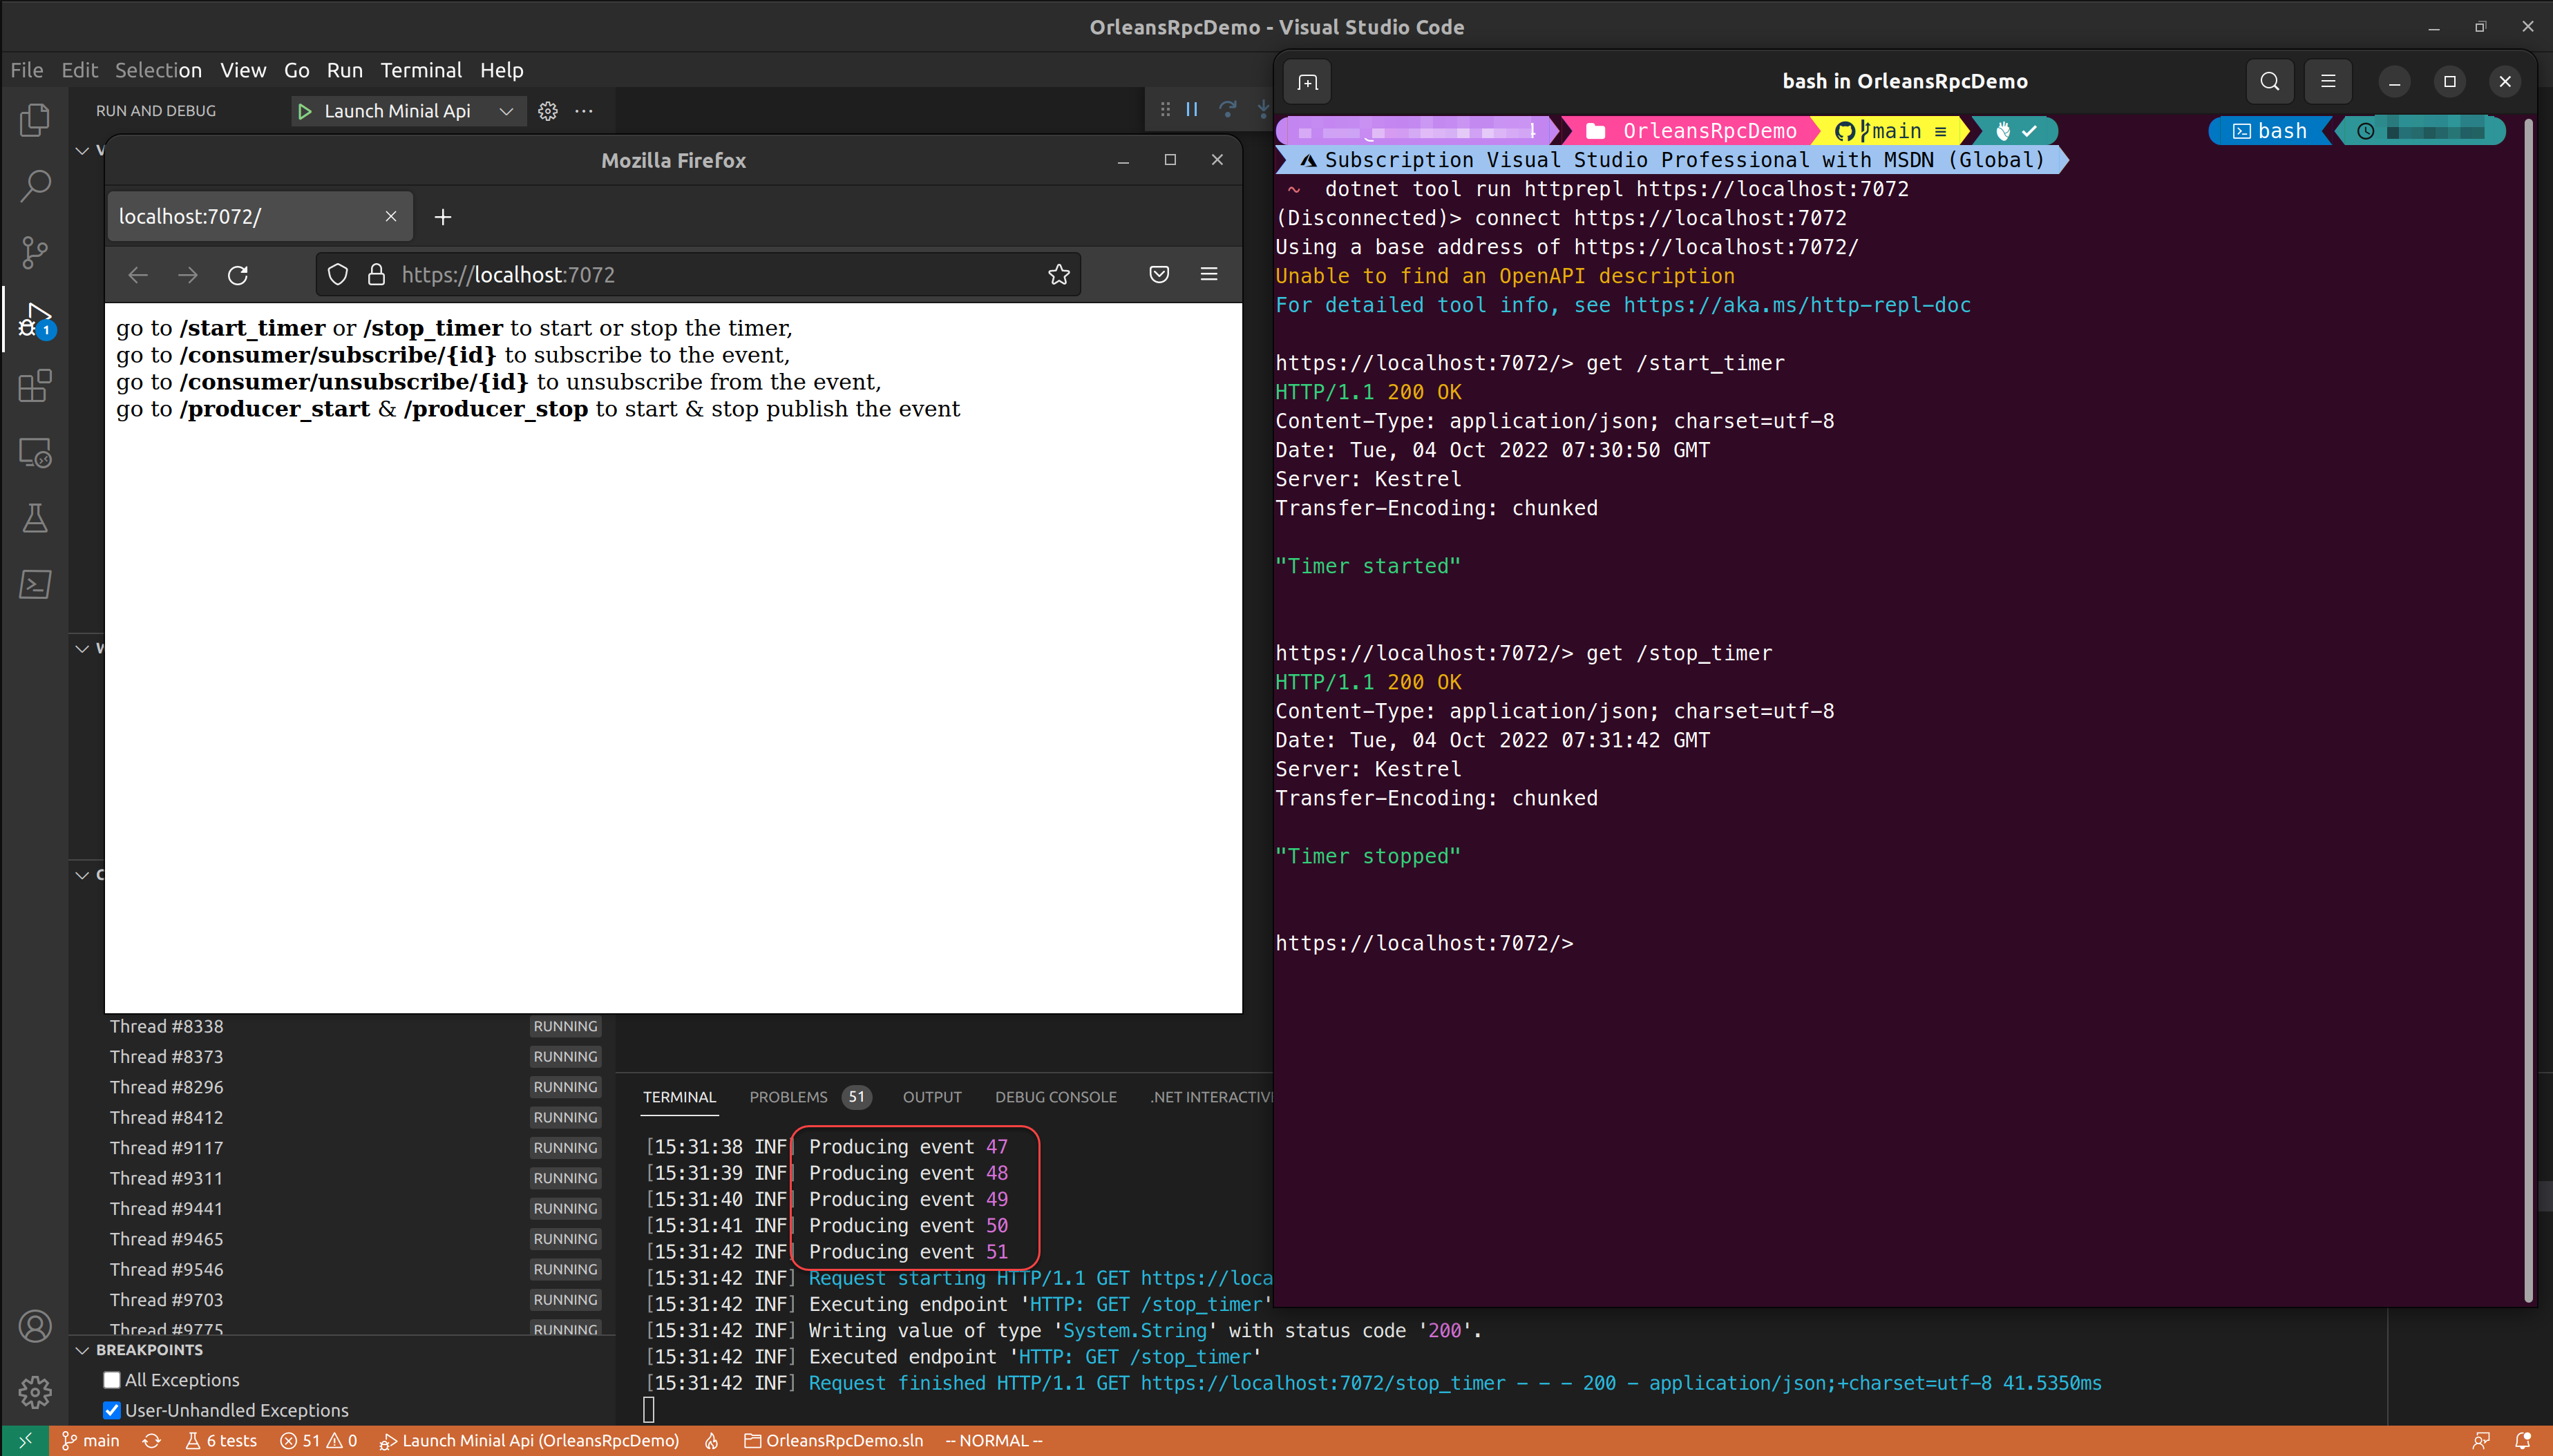 OrleansRpcDemo - Visual Studio Code
File Edit Selection View Go Run Terminal Help
RUN AND DEBUG
Launch Minial Api
Mozilla Firefox
localhost:7072/
https://localhost:7072
go to /start_timer or /stop_timer to start or stop the timer,
go to /consumer/subscribe/{id} to subscribe to the event,
go to /consumer/unsubscribe/{id} to unsubscribe from the event,
go to /producer_start & /producer_stop to start & stop publish the event
1
bash in OrleansRpcDemo
OrleansRpcDemo main ≡ bash
Subscription Visual Studio Professional with MSDN (Global)
~ dotnet tool run httprepl https://localhost:7072
(Disconnected)> connect https://localhost:7072
Using a base address of https://localhost:7072/
Unable to find an OpenAPI description
For detailed tool info, see https://aka.ms/http-repl-doc
https://localhost:7072/> get /start_timer
HTTP/1.1 200 OK
Content-Type: application/json; charset=utf-8
Date: Tue, 04 Oct 2022 07:30:50 GMT
Server: Kestrel
Transfer-Encoding: chunked
"Timer started"
https://localhost:7072/> get /stop_timer
HTTP/1.1 200 OK
Content-Type: application/json; charset=utf-8
Date: Tue, 04 Oct 2022 07:31:42 GMT
Server: Kestrel
Transfer-Encoding: chunked
"Timer stopped"
https://localhost:7072/>
Thread #8338 RUNNING
Thread #8373 RUNNING
Thread #8296 RUNNING
Thread #8412 RUNNING
Thread #9117 RUNNING
Thread #9311 RUNNING
Thread #9441 RUNNING
Thread #9465 RUNNING
Thread #9546 RUNNING
Thread #9703 RUNNING
Thread #9775 RUNNING
BREAKPOINTS
All Exceptions
User-Unhandled Exceptions
TERMINAL PROBLEMS 51 OUTPUT DEBUG CONSOLE .NET INTERACTIV
[15:31:38 INF] Producing event 47
[15:31:39 INF] Producing event 48
[15:31:40 INF] Producing event 49
[15:31:41 INF] Producing event 50
[15:31:42 INF] Producing event 51
[15:31:42 INF] Request starting HTTP/1.1 GET https://loca
[15:31:42 INF] Executing endpoint 'HTTP: GET /stop_timer'
[15:31:42 INF] Writing value of type 'System.String' with status code '200'.
[15:31:42 INF] Executed endpoint 'HTTP: GET /stop_timer'
[15:31:42 INF] Request finished HTTP/1.1 GET https://localhost:7072/stop_timer - - - 200 - application/json;+charset=utf-8 41.5350ms
main 6 tests 51 0 Launch Minial Api (OrleansRpcDemo) OrleansRpcDemo.sln -- NORMAL --